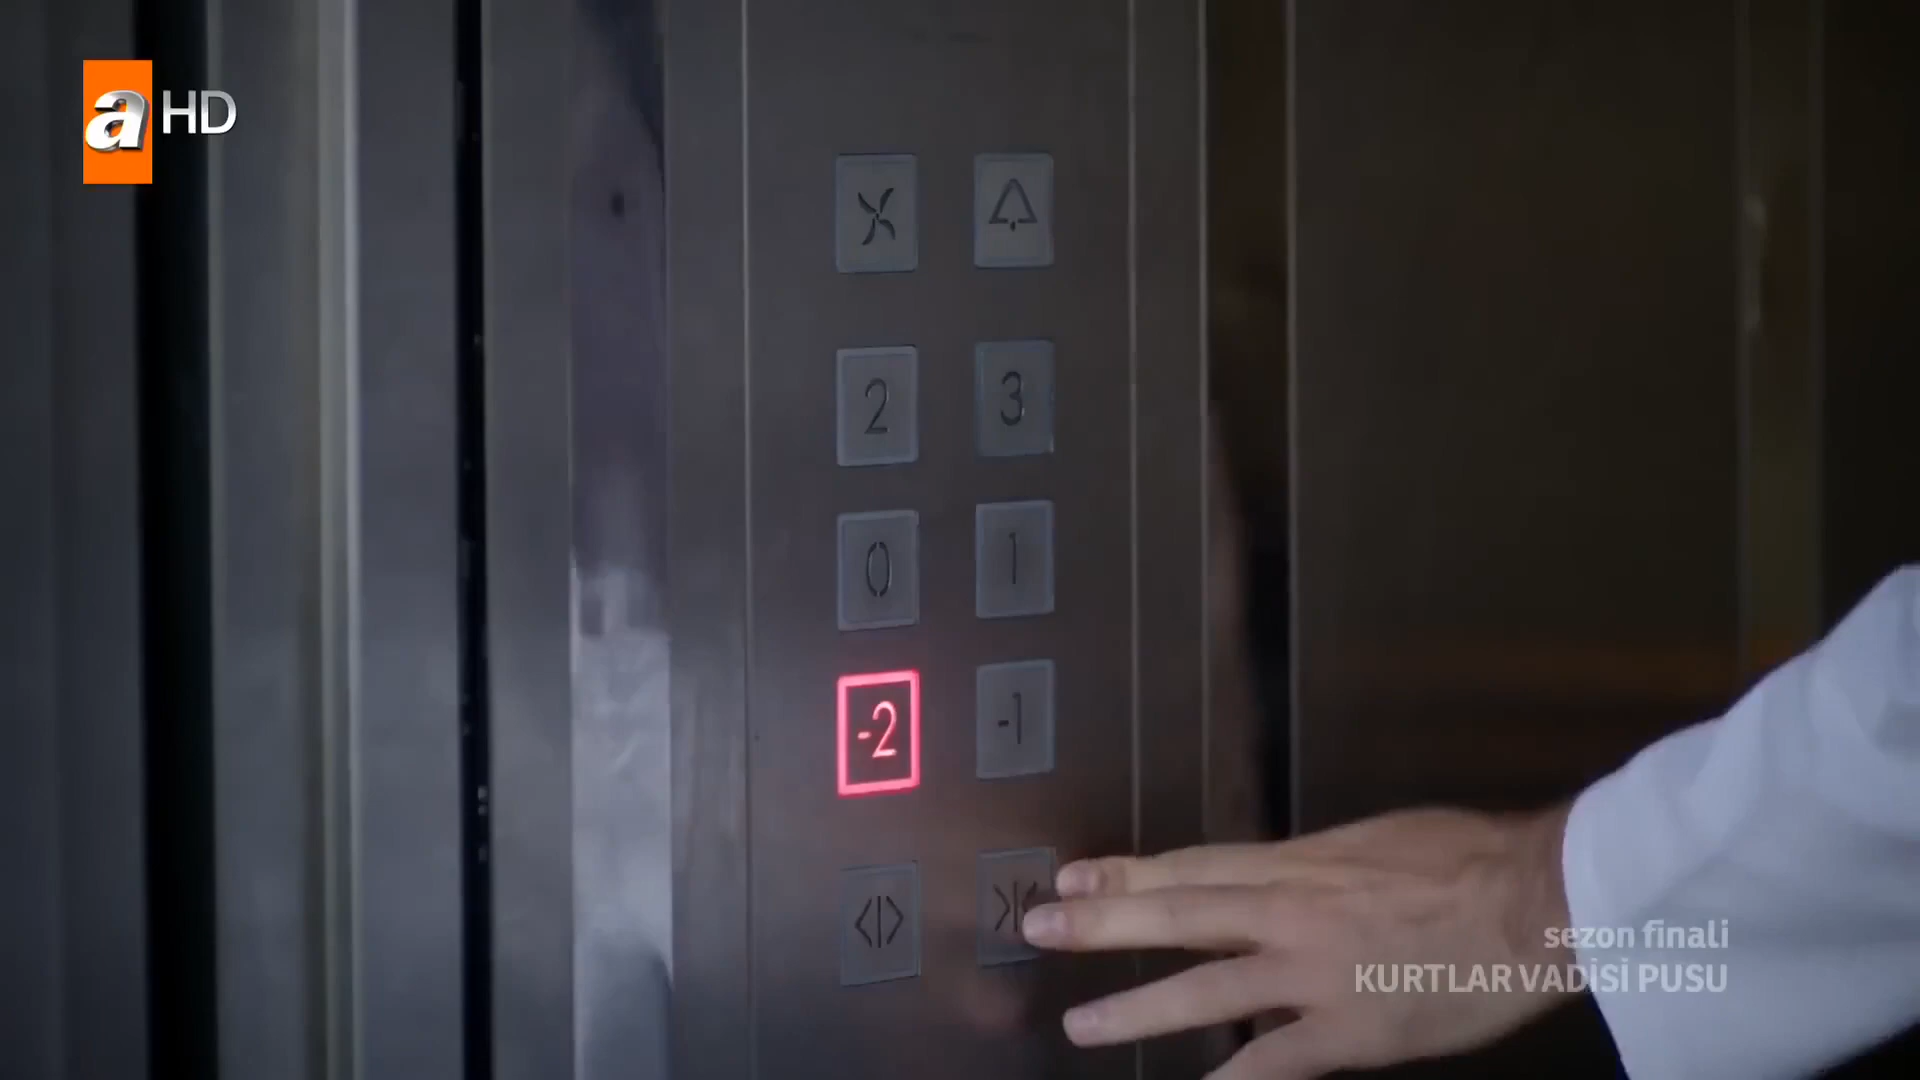 a HD
2 3
0 1
-2 -1
<|> >|<
sezon finali
KURTLAR VADİSİ PUSU